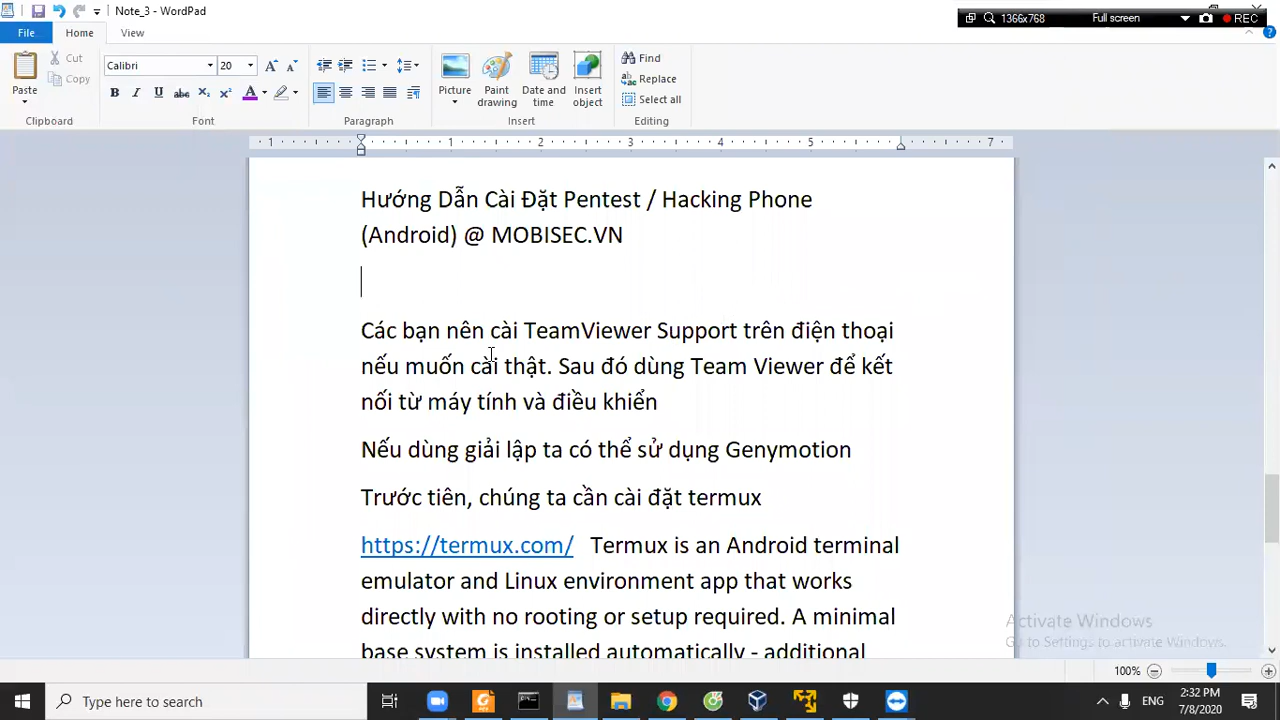 Note_3 - WordPad
1366x768 Full screen REC
File Home View
Cut
Copy
Paste
Calibri 20
Picture
Paint drawing
Date and time
Insert object
Find
Replace
Select all
Clipboard Font Paragraph Insert Editing
1 1 2 3 4 5 7
Hướng Dẫn Cài Đặt Pentest / Hacking Phone
(Android) @ MOBISEC.VN
Các bạn nên cài TeamViewer Support trên điện thoại
nếu muốn cài thật. Sau đó dùng Team Viewer để kết
nối từ máy tính và điều khiển
Nếu dùng giải lập ta có thể sử dụng Genymotion
Trước tiên, chúng ta cần cài đặt termux
https://termux.com/ Termux is an Android terminal
emulator and Linux environment app that works
directly with no rooting or setup required. A minimal
base system is installed automatically - additional
Activate Windows
Go to Settings to activate Windows.
100%
Type here to search
ENG
2:32 PM
7/8/2020